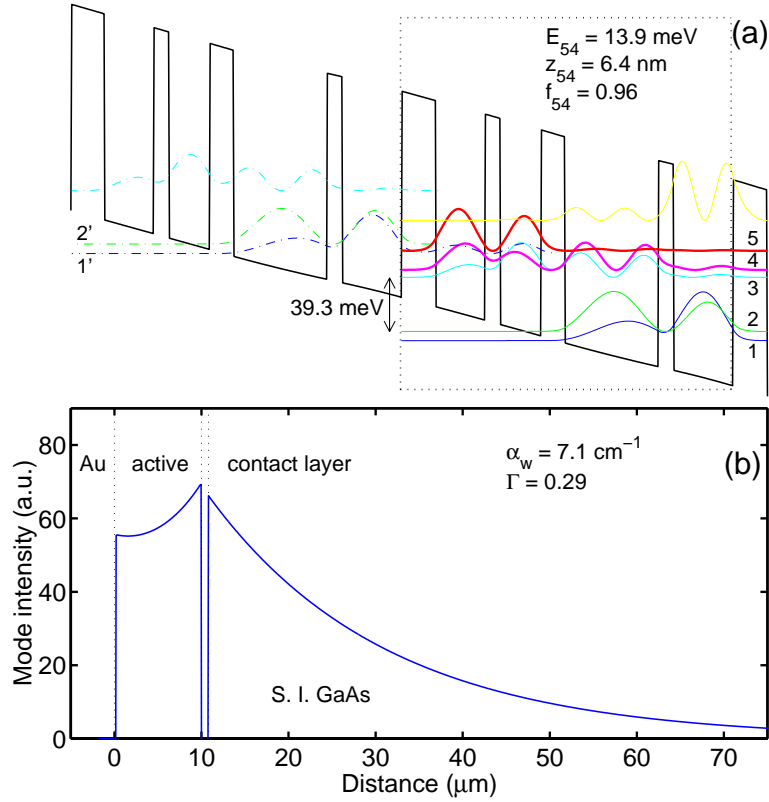 (a)
E54 = 13.9 meV
z54 = 6.4 nm
f54 = 0.96
2'
1'
39.3 meV
5
4
3
2
1
(b)
Au
active
contact layer
αw = 7.1 cm−1
Γ = 0.29
S. I. GaAs
Mode intensity (a.u.)
80
60
40
20
0
0 10 20 30 40 50 60 70
Distance (μm)